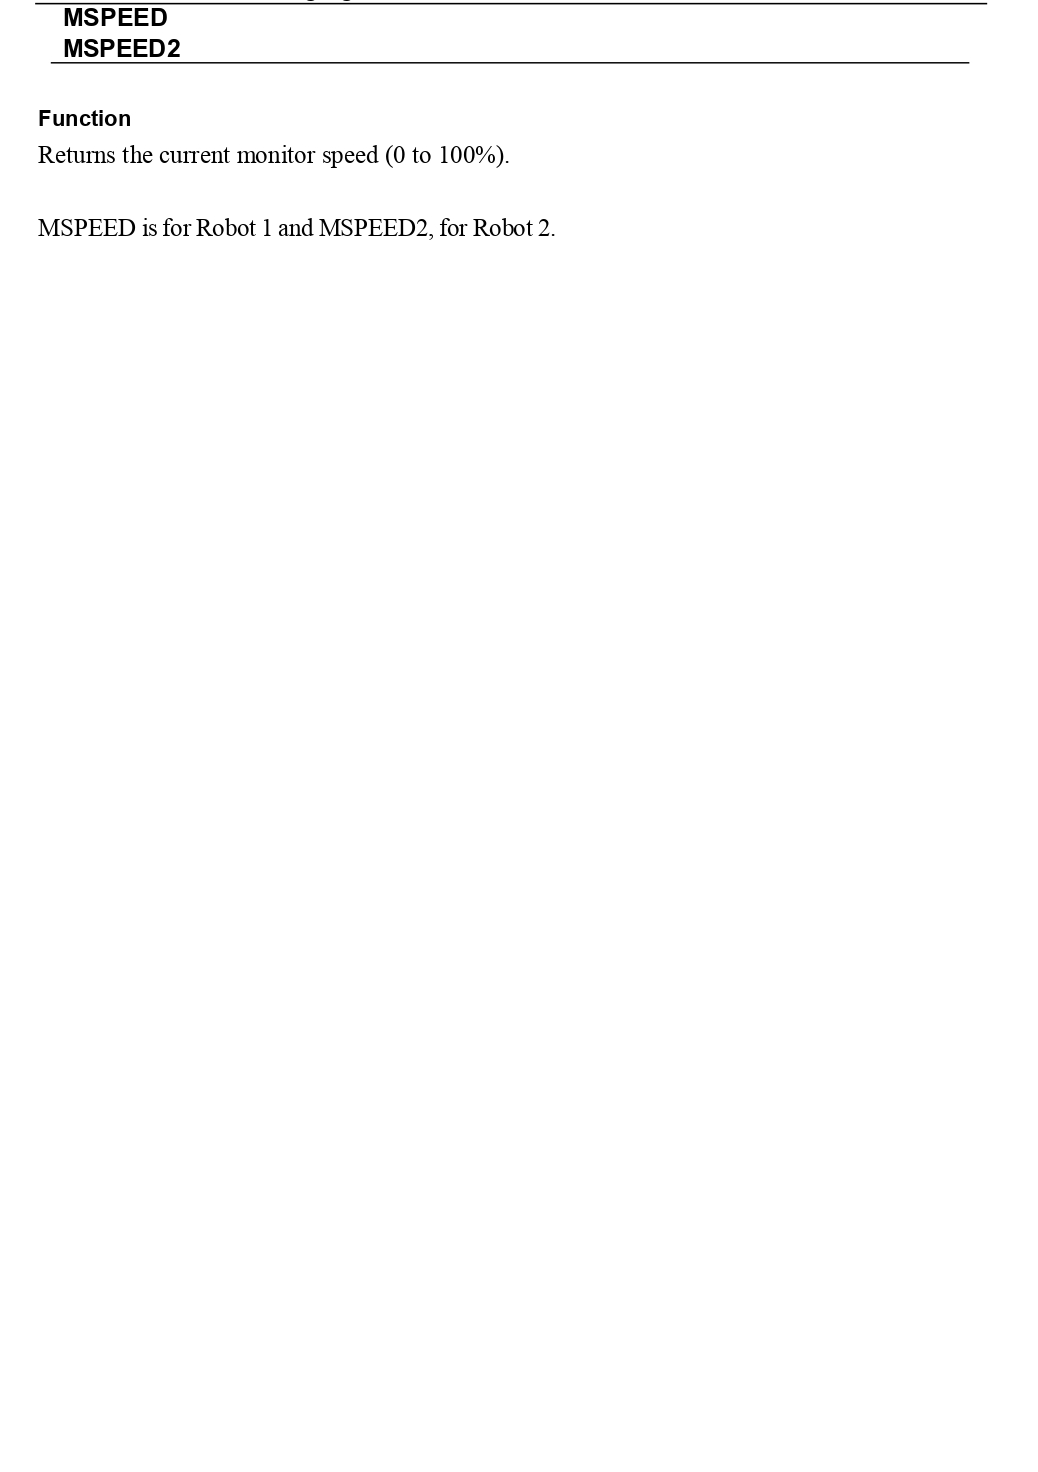 MSPEED
MSPEED2
Function
Returns the current monitor speed (0 to 100%).
MSPEED is for Robot 1 and MSPEED2, for Robot 2.